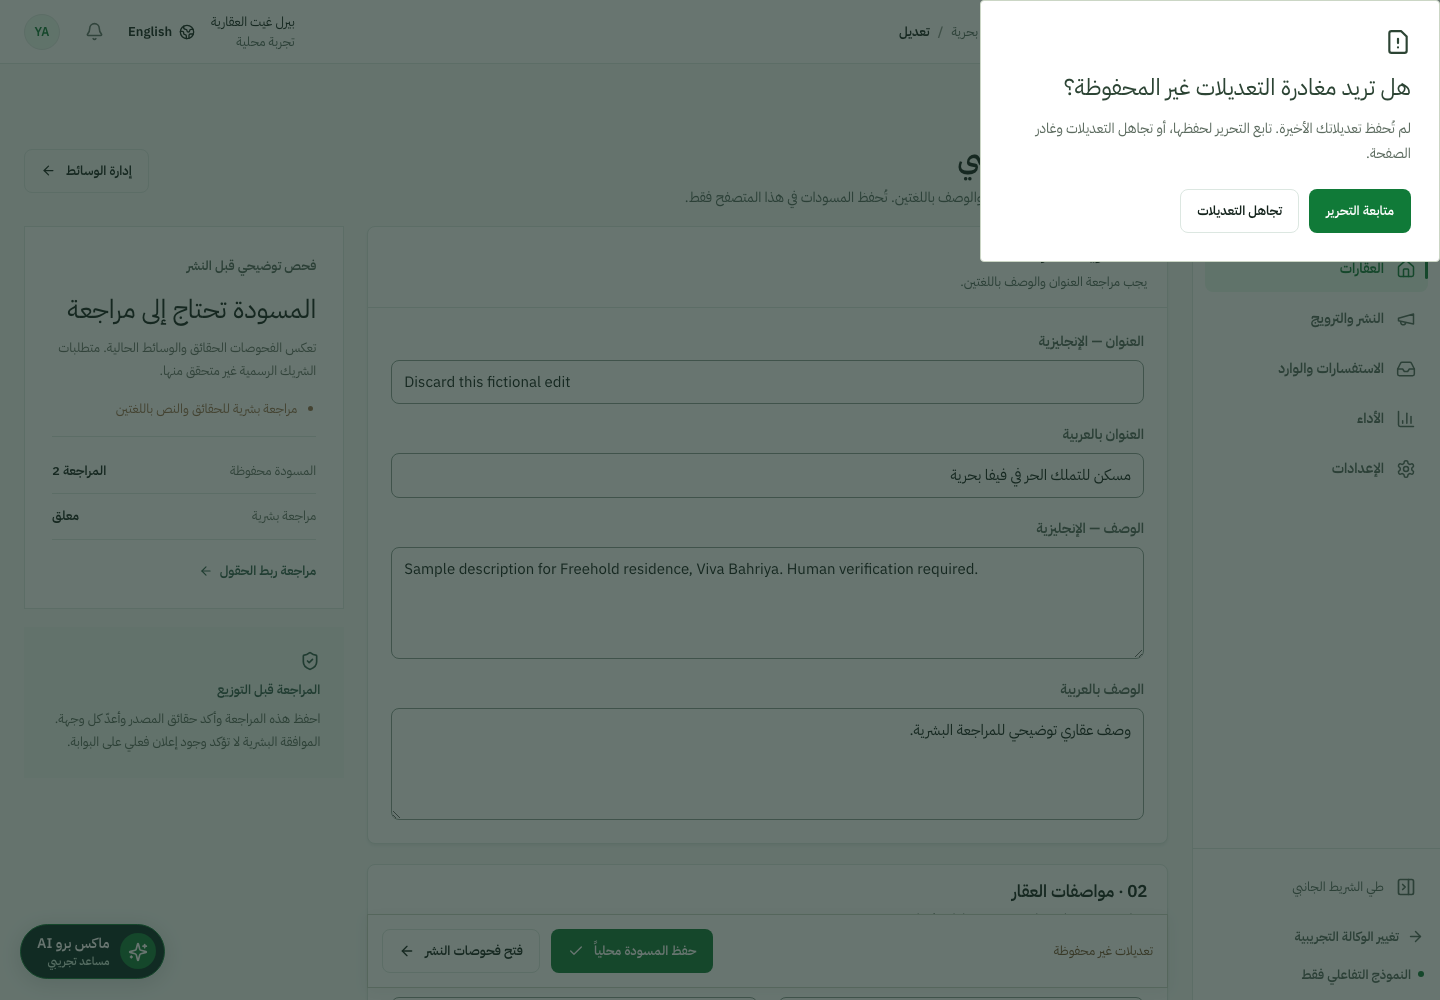 هل تريد مغادرة التعديلات غير المحفوظة؟
لم تُحفظ تعديلاتك الأخيرة. تابع التحرير لحفظها، أو تجاهل التعديلات وغادر
الصفحة.
متابعة التحرير
تجاهل التعديلات
بحرية / تعديل
بيرل غيت العقارية
تجربة محلية
English
YA
العقارات
النشر والترويج
الاستفسارات والوارد
الأداء
الإعدادات
طي الشريط الجانبي
تغيير الوكالة التجريبية
النموذج التفاعلي فقط
والوصف باللغتين. تُحفظ المسودات في هذا المتصفح فقط.
إدارة الوسائط
يجب مراجعة العنوان والوصف باللغتين.
العنوان — الإنجليزية
Discard this fictional edit
العنوان بالعربية
مسكن للتملك الحر في فيفا بحرية
الوصف — الإنجليزية
Sample description for Freehold residence, Viva Bahriya. Human verification required.
الوصف بالعربية
وصف عقاري توضيحي للمراجعة البشرية.
02 · مواصفات العقار
تعديلات غير محفوظة
حفظ المسودة محلياً
فتح فحوصات النشر
فحص توضيحي قبل النشر
المسودة تحتاج إلى مراجعة
تعكس الفحوصات الحقائق والوسائط الحالية. متطلبات
الشريك الرسمية غير متحقق منها.
مراجعة بشرية للحقائق والنص باللغتين
المسودة محفوظة
المراجعة 2
مراجعة بشرية
معلق
مراجعة ربط الحقول
المراجعة قبل التوزيع
احفظ هذه المراجعة وأكد حقائق المصدر وأعدّ كل وجهة.
الموافقة البشرية لا تؤكد وجود إعلان فعلي على البوابة.
ماكس برو AI
مساعد تجريبي